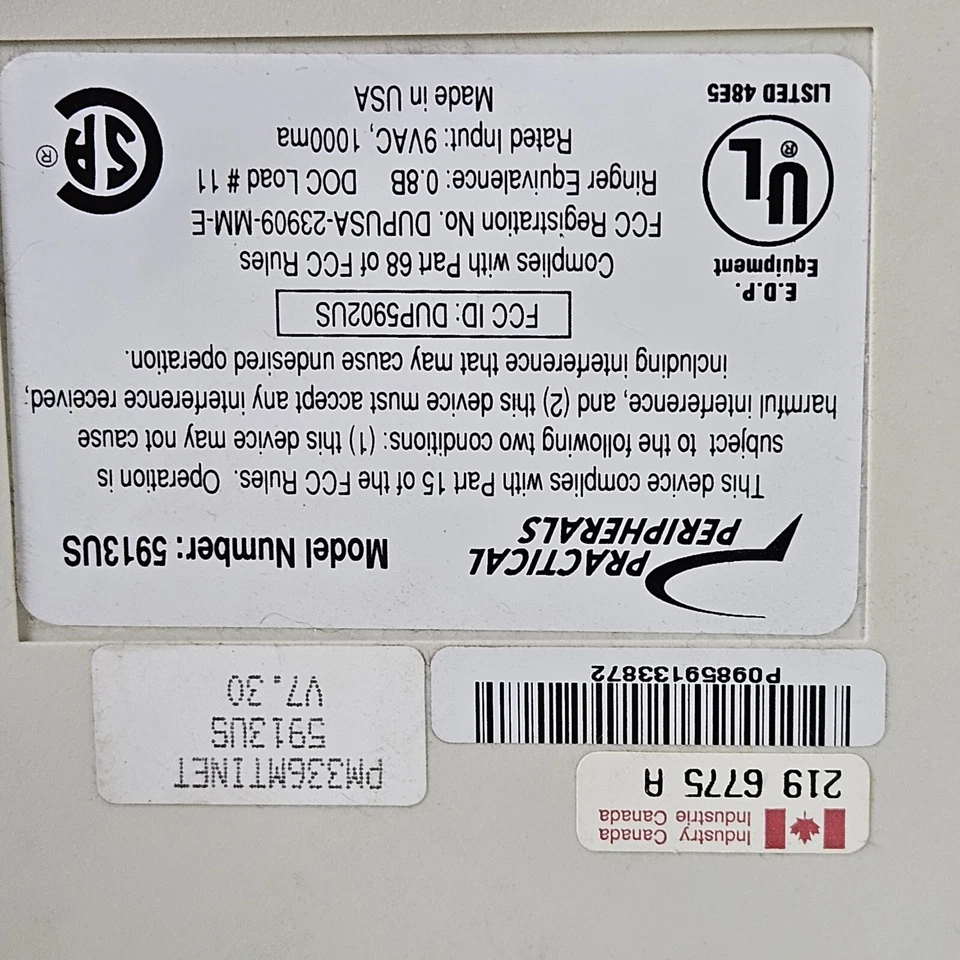 Industry Canada
Industrie Canada
219 6775 A
PM336MTINET
5913US
V7.30
P09859133872
PRACTICAL
PERIPHERALS
Model Number: 5913US
This device complies with Part 15 of the FCC Rules. Operation is
subject to the following two conditions: (1) this device may not cause
harmful interference, and (2) this device must accept any interference received,
including interference that may cause undesired operation.
FCC ID: DUP5902US
Complies with Part 68 of FCC Rules
FCC Registration No. DUPUSA-23909-MM-E
Ringer Equivalence: 0.8B DOC Load # 11
Rated Input: 9VAC, 1000ma
Made in USA
E.D.P.
Equipment
UL ®
LISTED 48E5
SA ®